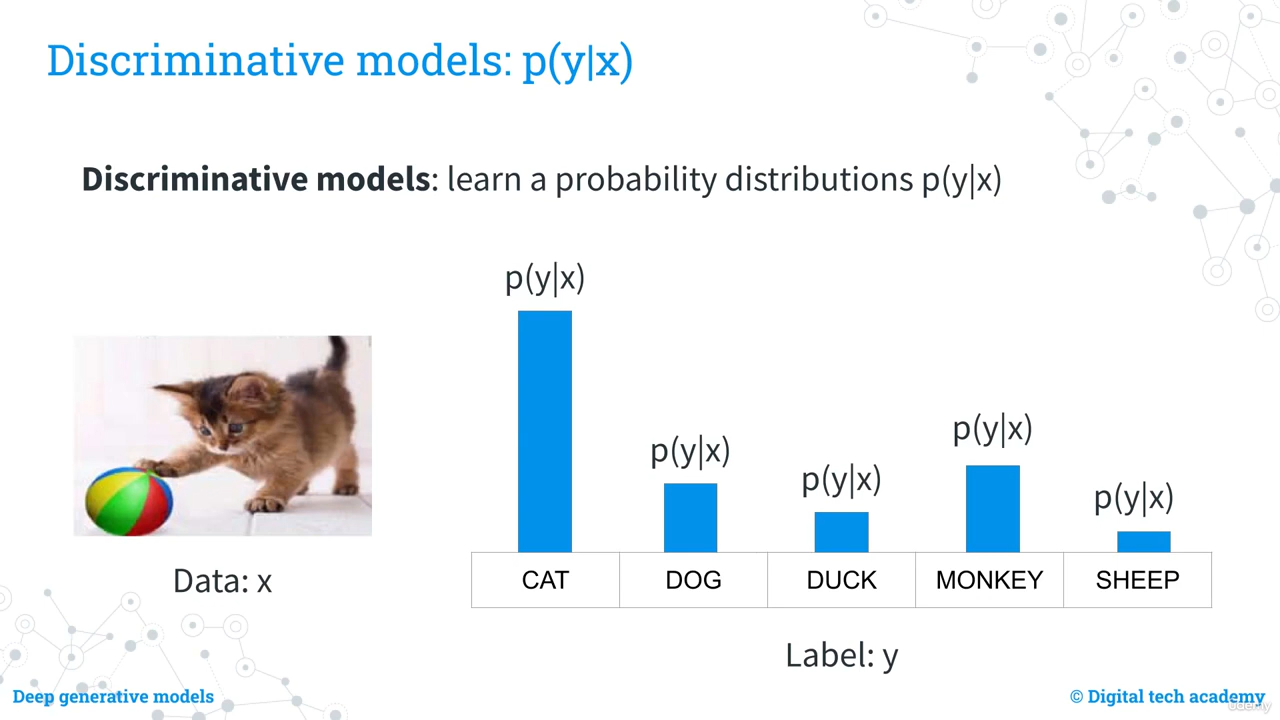 Discriminative models: p(y|x)
Discriminative models: learn a probability distributions p(y|x)
p(y|x)
p(y|x)
p(y|x)
p(y|x)
p(y|x)
CAT DOG DUCK MONKEY SHEEP
Data: x
Label: y
Deep generative models
© Digital tech academy
udemy